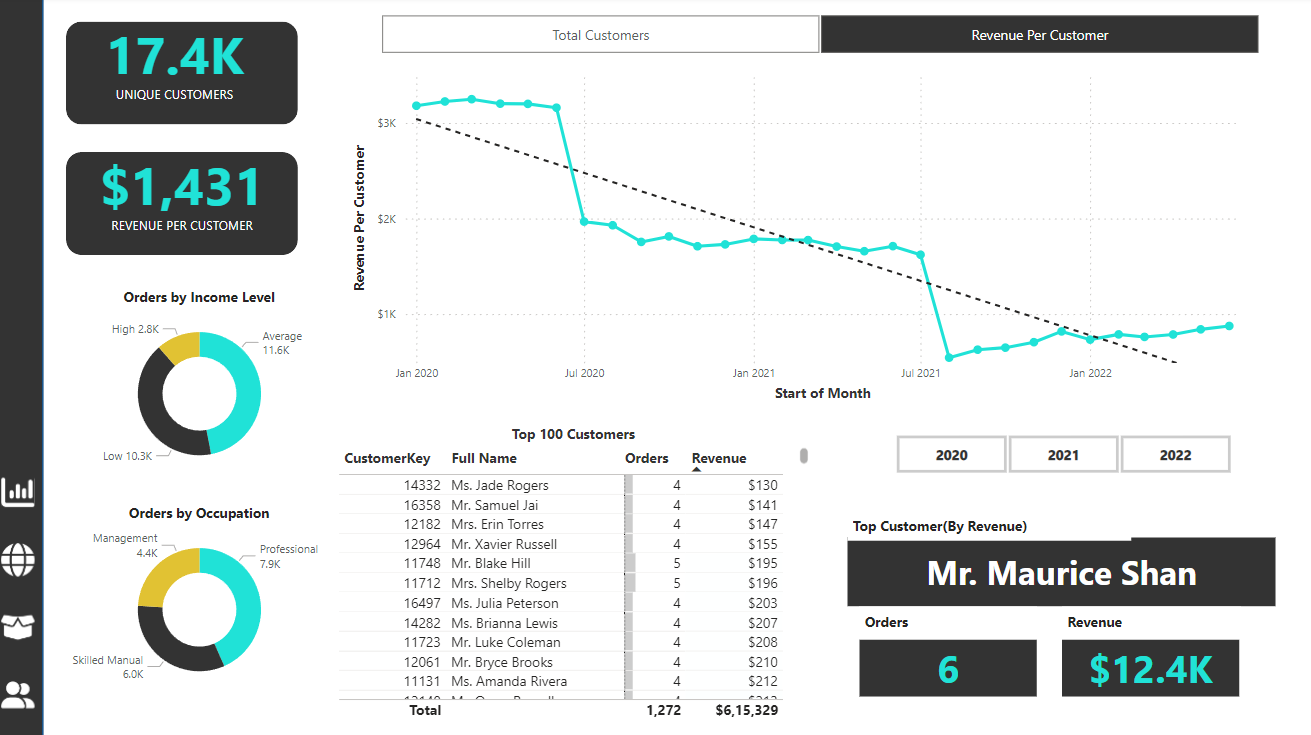 17.4K
UNIQUE CUSTOMERS
$1,431
REVENUE PER CUSTOMER
Total Customers
Revenue Per Customer
Revenue Per Customer
$3K
$2K
$1K
Jan 2020
Jul 2020
Jan 2021
Jul 2021
Jan 2022
Start of Month
Orders by Income Level
High 2.8K
Average
11.6K
Low 10.3K
Orders by Occupation
Management
4.4K
Professional
7.9K
Skilled Manual
6.0K
Top 100 Customers
CustomerKey Full Name Orders Revenue
14332 Ms. Jade Rogers 4 $130
16358 Mr. Samuel Jai 4 $141
12182 Mrs. Erin Torres 4 $147
12964 Mr. Xavier Russell 4 $155
11748 Mr. Blake Hill 5 $195
11712 Mrs. Shelby Rogers 5 $196
16497 Ms. Julia Peterson 4 $203
14282 Ms. Brianna Lewis 4 $207
11723 Mr. Luke Coleman 4 $208
12061 Mr. Bryce Brooks 4 $210
11131 Ms. Amanda Rivera 4 $212
Total 1,272 $6,15,329
2020 2021 2022
Top Customer(By Revenue)
Mr. Maurice Shan
Orders Revenue
6 $12.4K